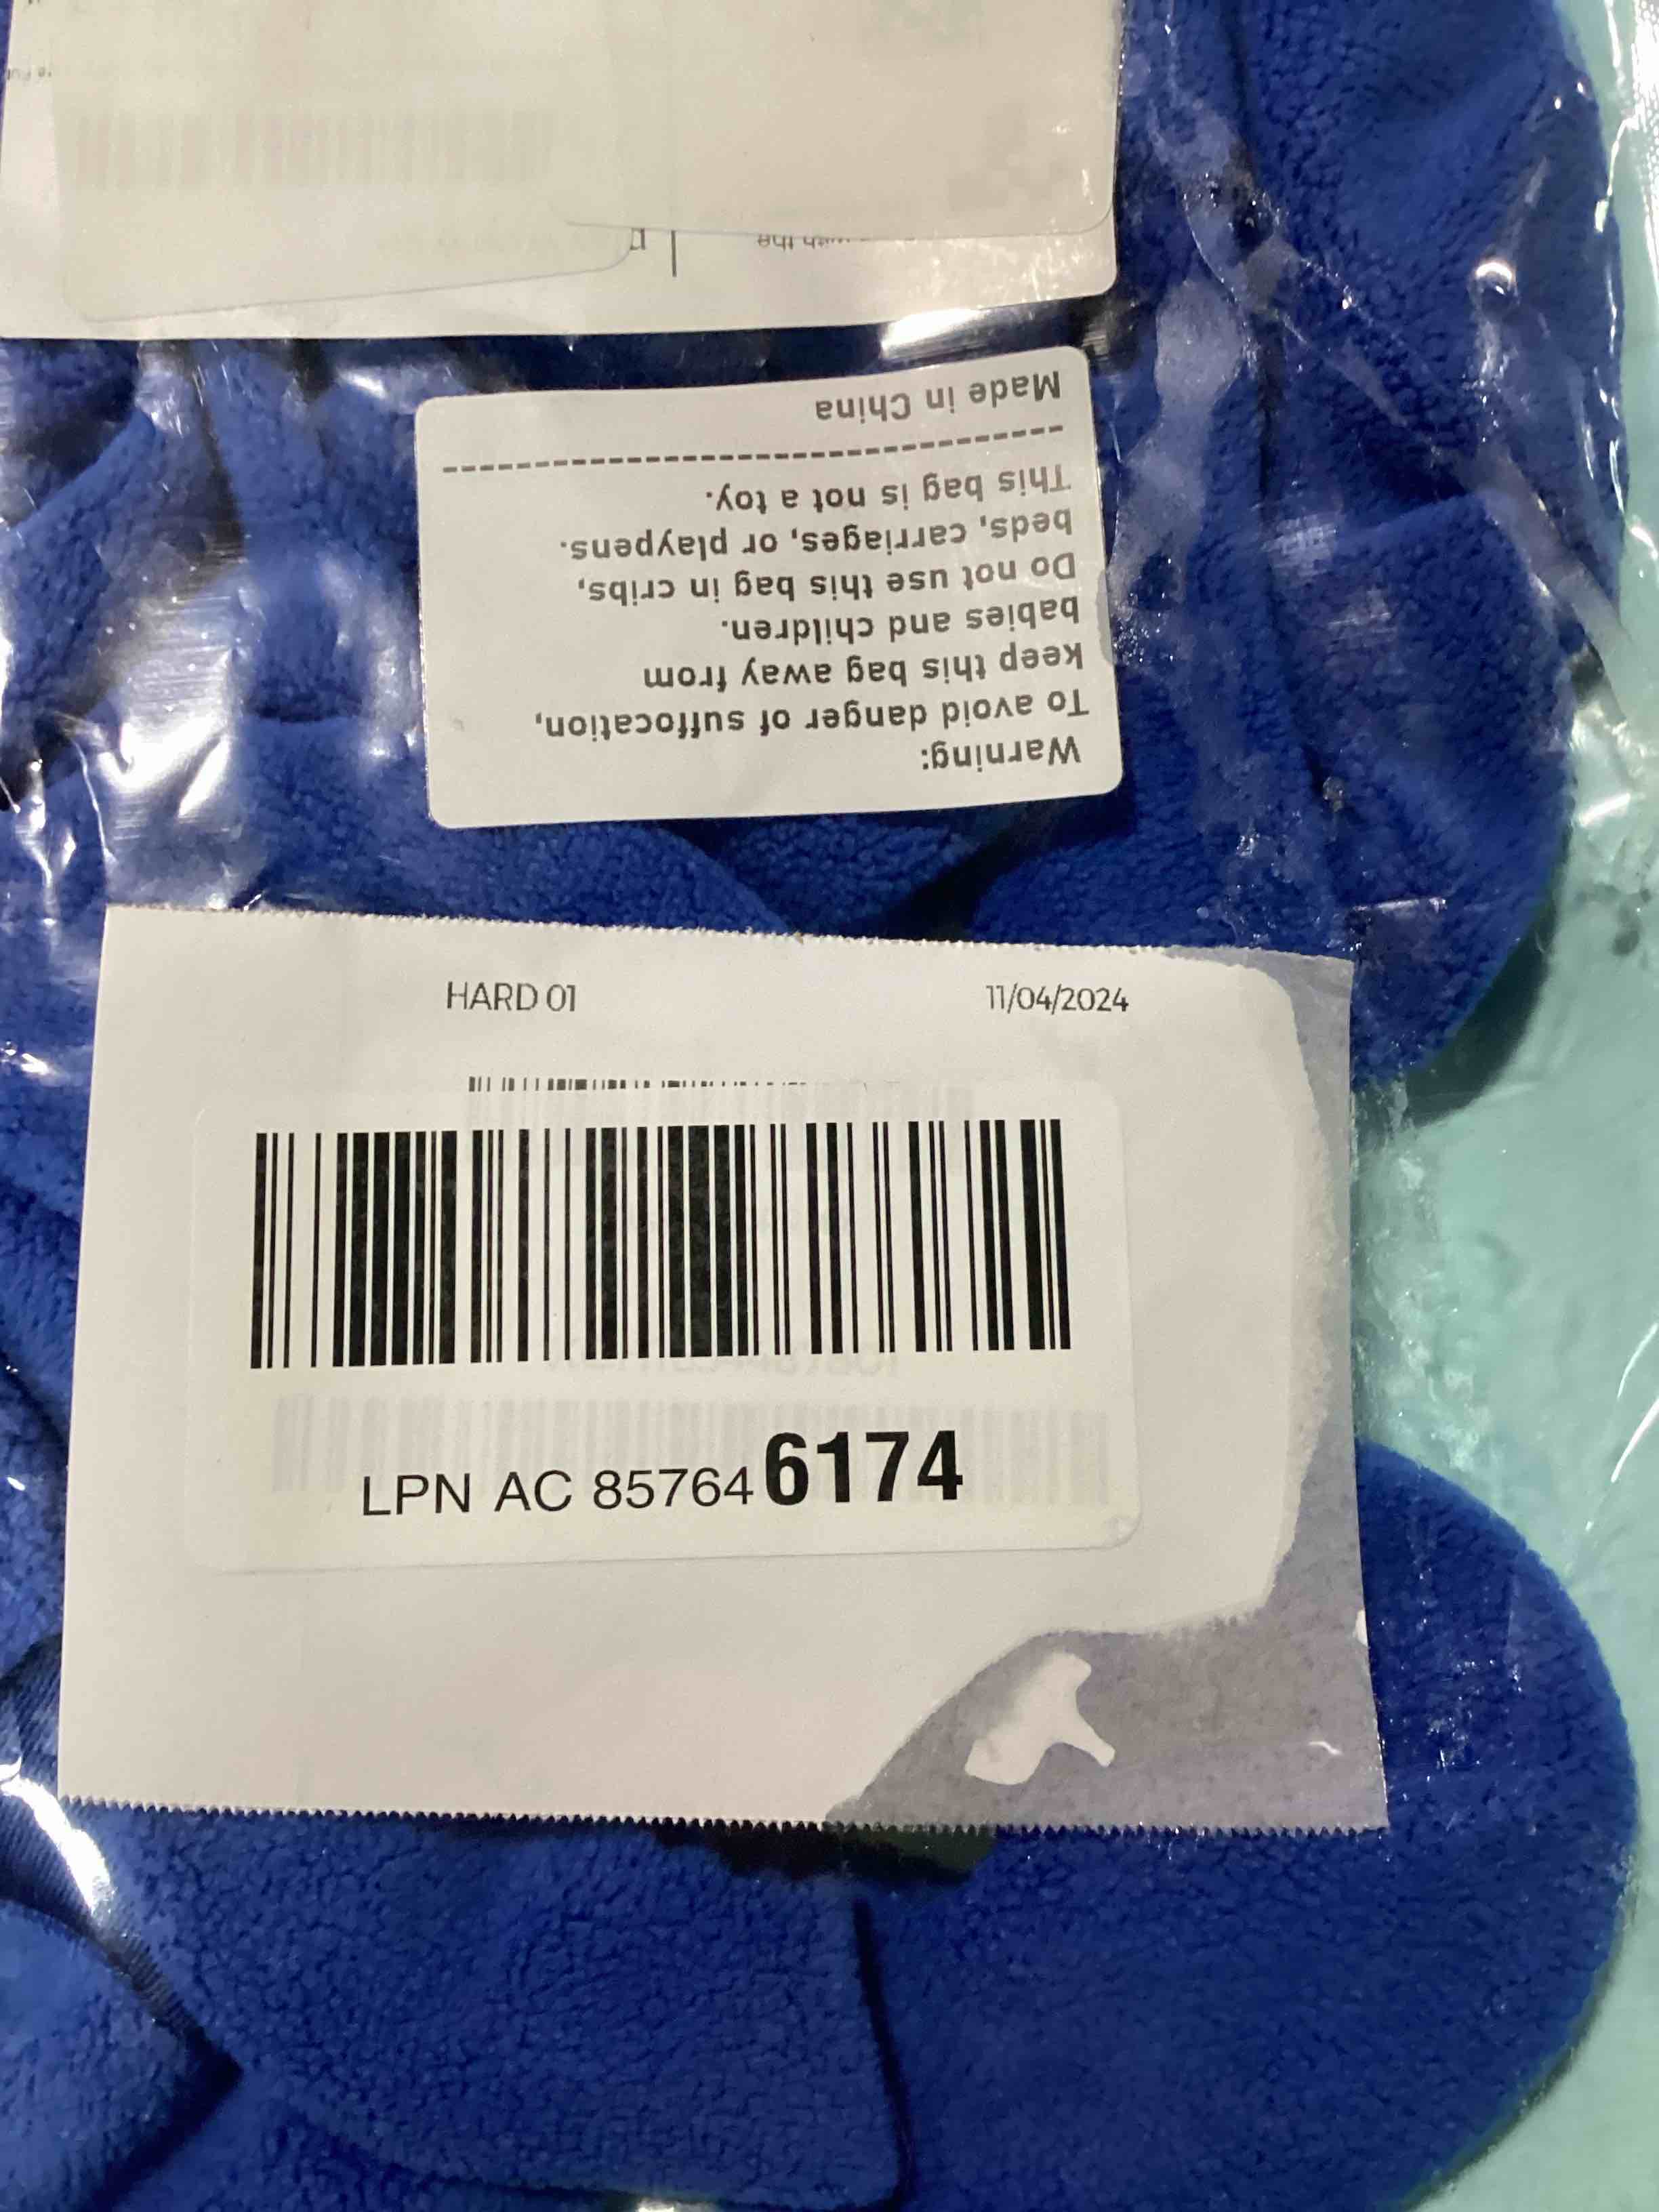 with the
Warning:
To avoid danger of suffocation,
keep this bag away from
babies and children.
Do not use this bag in cribs,
beds, carriages, or playpens.
This bag is not a toy.
--------------------------------
Made in China
HARD 01 11/04/2024
LPN AC 857646174